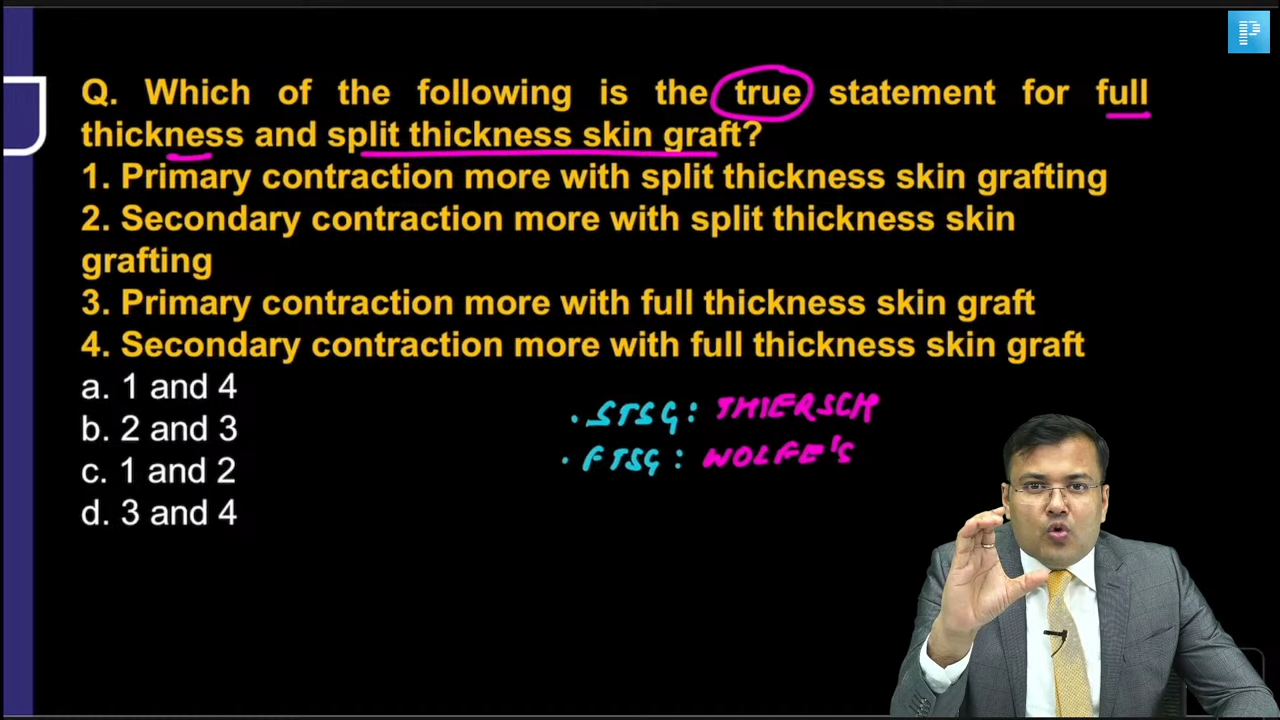 Q. Which of the following is the true statement for full
thickness and split thickness skin graft?
1. Primary contraction more with split thickness skin grafting
2. Secondary contraction more with split thickness skin
grafting
3. Primary contraction more with full thickness skin graft
4. Secondary contraction more with full thickness skin graft
a. 1 and 4
b. 2 and 3
c. 1 and 2
d. 3 and 4
. STSG : THIERSCH
. FTSG : WOLFE'S
P